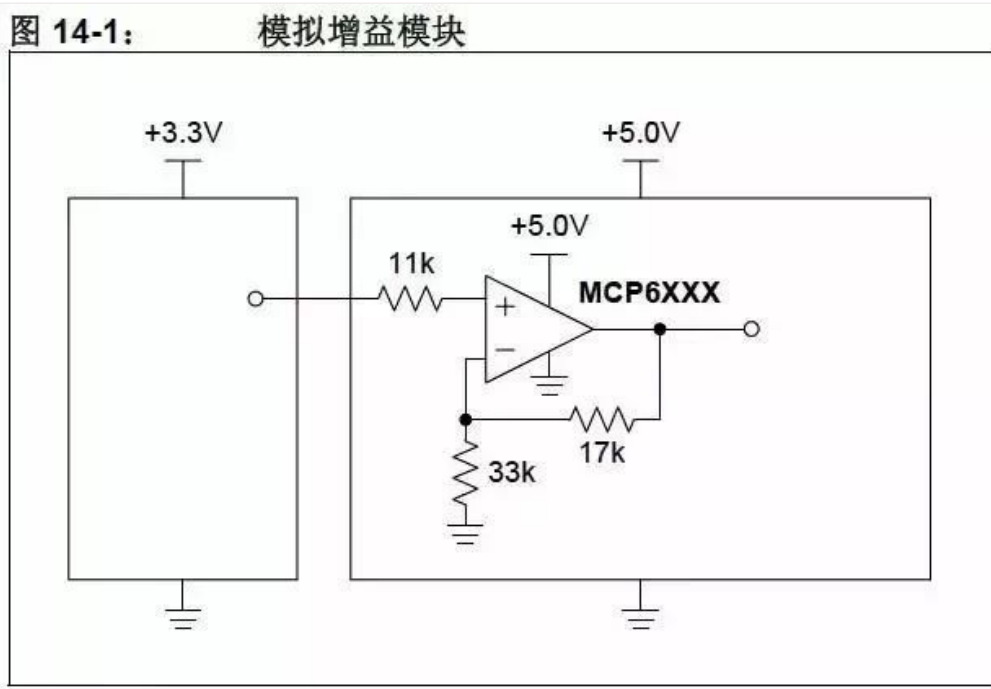 图 14-1： 模拟增益模块
+3.3V
+5.0V
+5.0V
11k
MCP6XXX
+
−
17k
33k